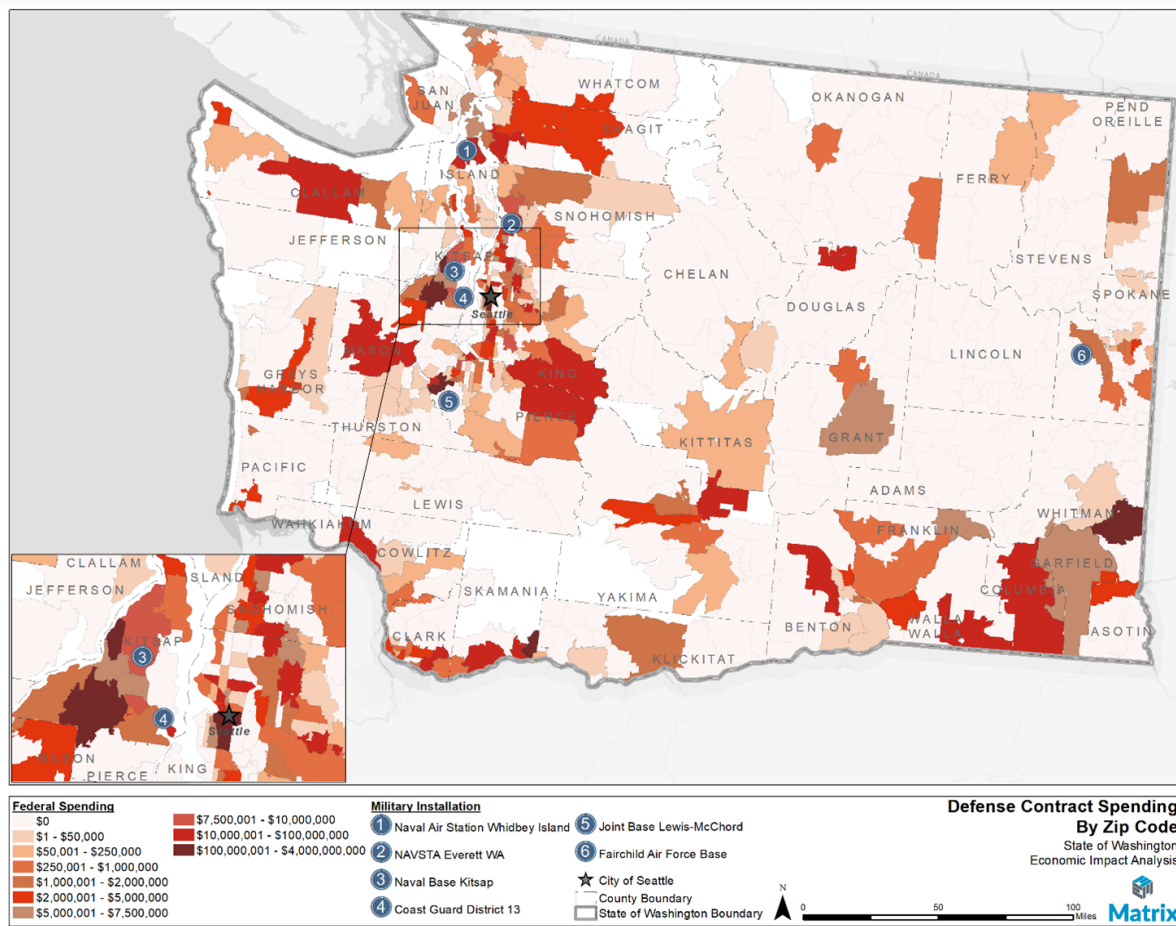 CANADA
CANADA
WHATCOM
OKANOGAN
PEND
OREILLE
SAN
JUAN
SKAGIT
1
ISLAND
FERRY
CLALLAM
2
SNOHOMISH
JEFFERSON
KITSAP
3
STEVENS
CHELAN
4
Seattle
SPOKANE
DOUGLAS
MASON
LINCOLN
6
GRAYS
HARBOR
KING
5
PIERCE
THURSTON
KITTITAS
GRANT
PACIFIC
ADAMS
LEWIS
WHITMAN
WAHKIAKUM
FRANKLIN
COWLITZ
GARFIELD
SKAMANIA
YAKIMA
COLUMBIA
BENTON
WALLA
WALLA
ASOTIN
CLARK
KLICKITAT
CLALLAM
JEFFERSON
ISLAND
SNOHOMISH
KITSAP
3
4
Seattle
MASON
PIERCE
KING
Federal Spending
$0
$1 - $50,000
$50,001 - $250,000
$250,001 - $1,000,000
$1,000,001 - $2,000,000
$2,000,001 - $5,000,000
$5,000,001 - $7,500,000
$7,500,001 - $10,000,000
$10,000,001 - $100,000,000
$100,000,001 - $4,000,000,000
Military Installation
1 Naval Air Station Whidbey Island
2 NAVSTA Everett WA
3 Naval Base Kitsap
4 Coast Guard District 13
5 Joint Base Lewis-McChord
6 Fairchild Air Force Base
City of Seattle
County Boundary
State of Washington Boundary
N
0 50 100
Miles
Defense Contract Spending
By Zip Code
State of Washington
Economic Impact Analysis
Matrix